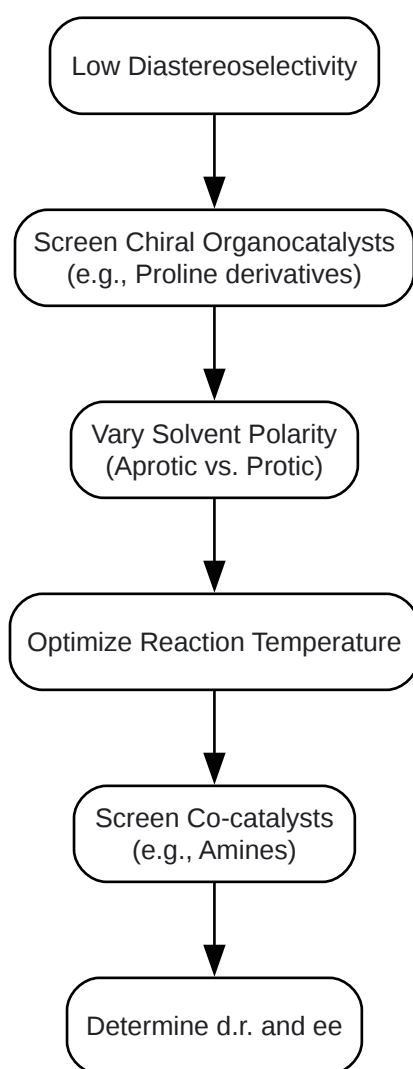 Low Diastereoselectivity
Screen Chiral Organocatalysts
(e.g., Proline derivatives)
Vary Solvent Polarity
(Aprotic vs. Protic)
Optimize Reaction Temperature
Screen Co-catalysts
(e.g., Amines)
Determine d.r. and ee